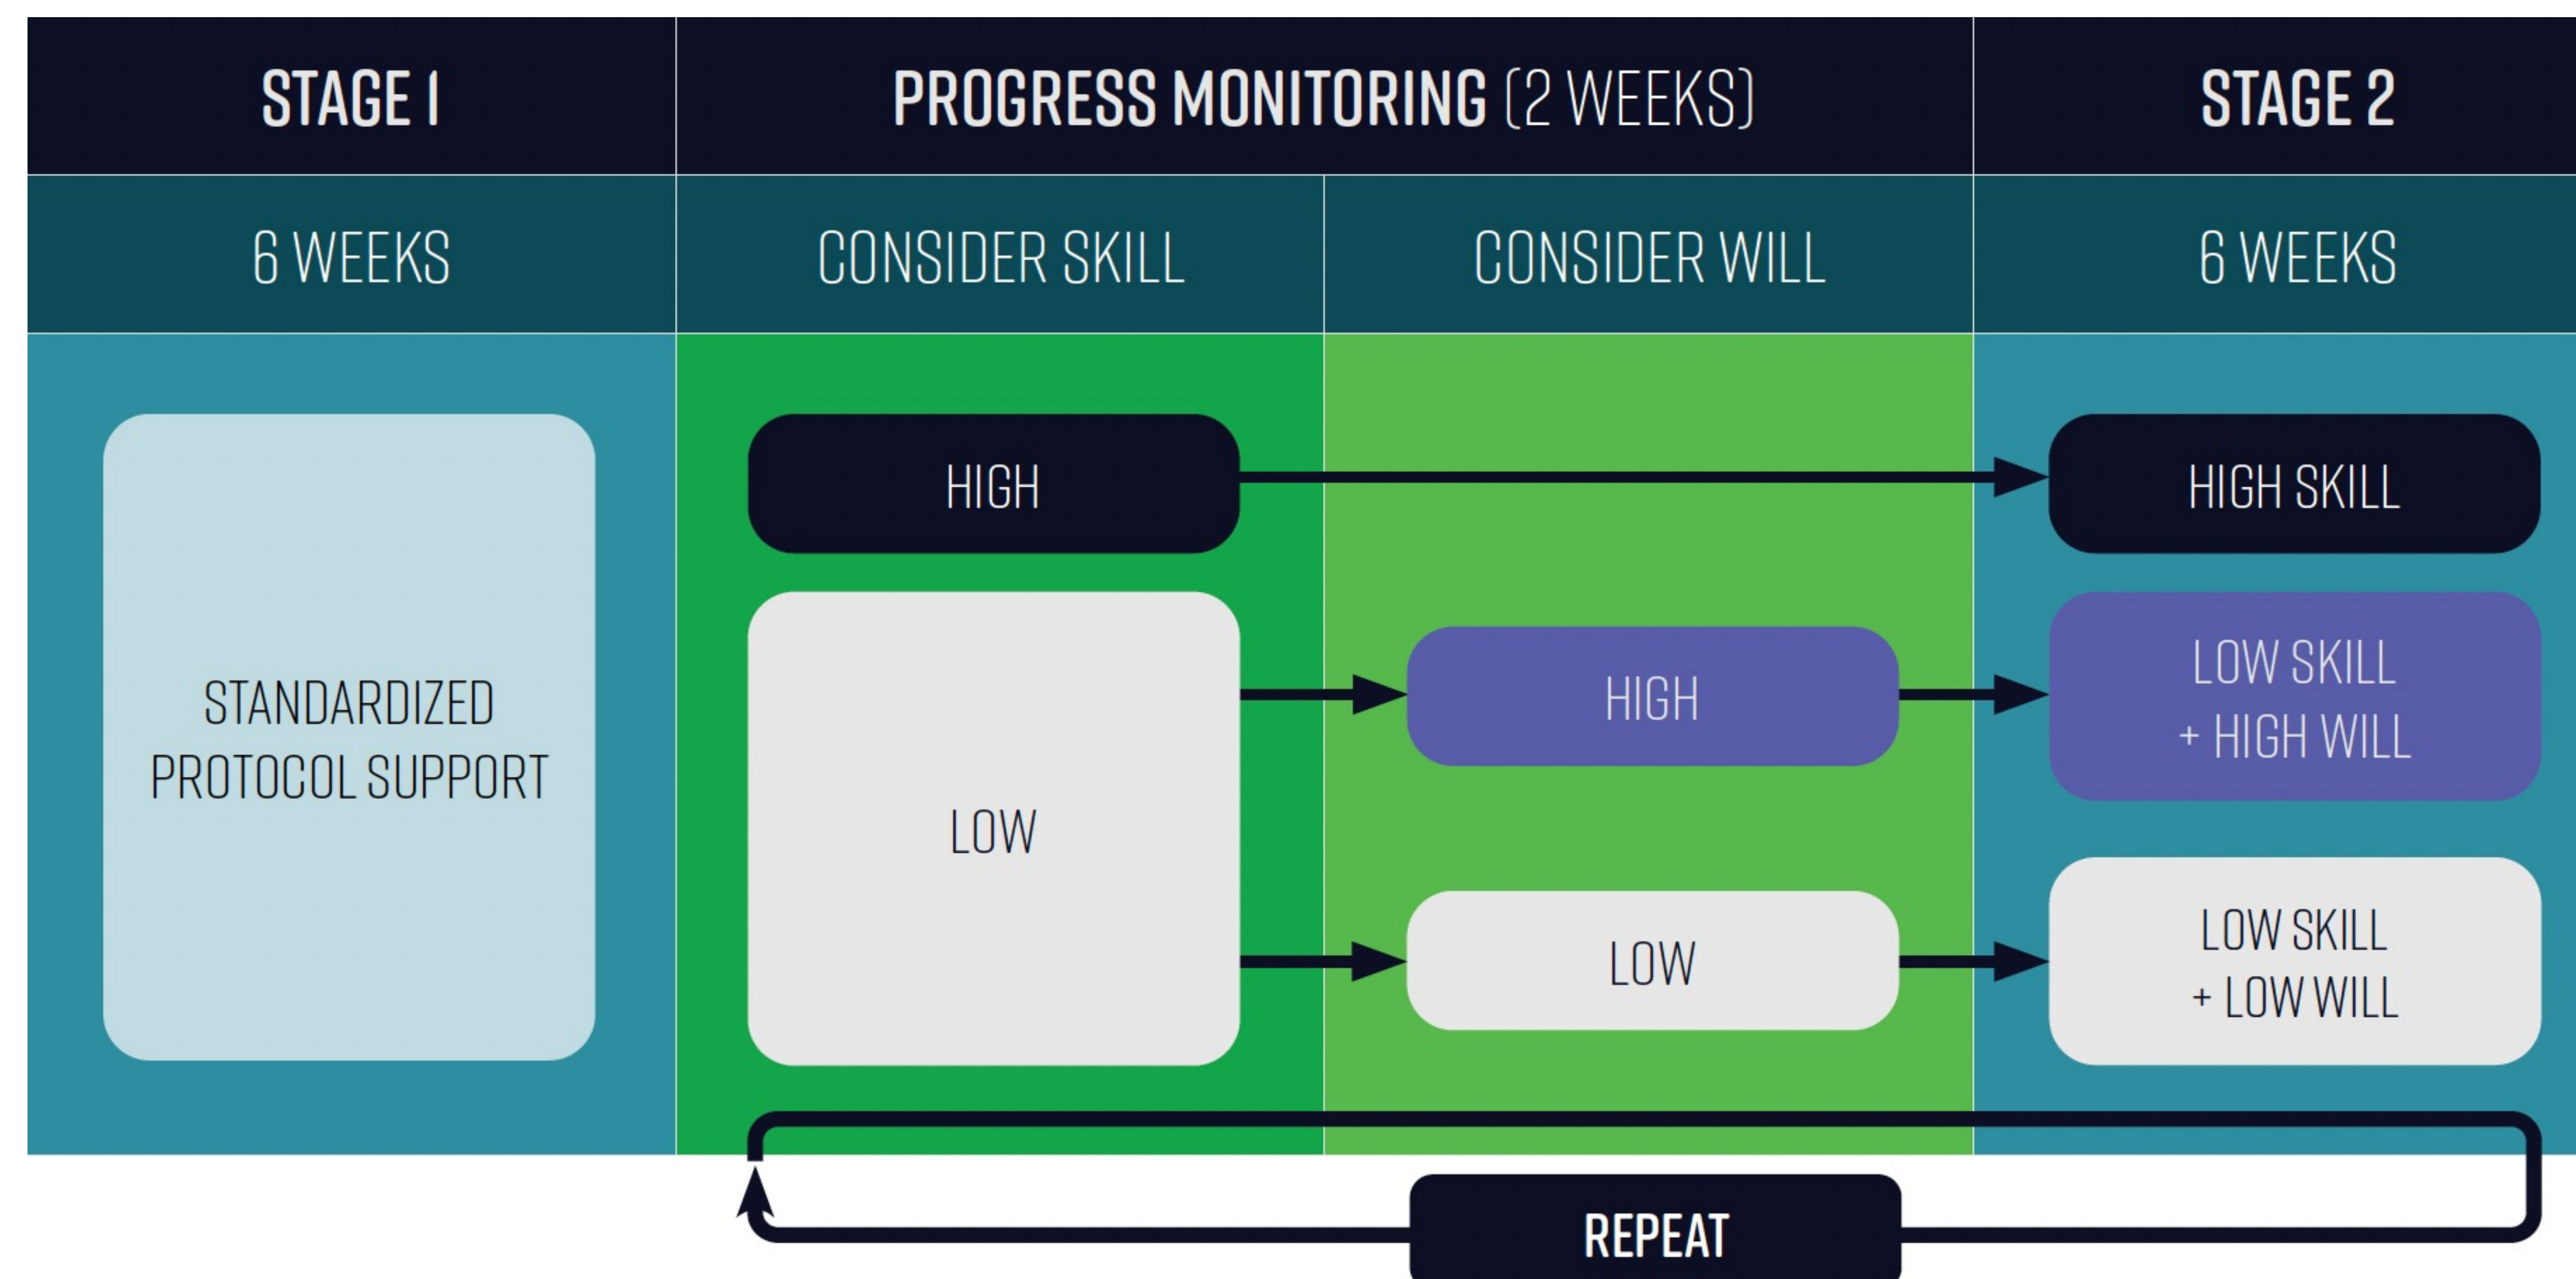 STAGE 1
PROGRESS MONITORING (2 WEEKS)
STAGE 2
6 WEEKS
CONSIDER SKILL
CONSIDER WILL
6 WEEKS
STANDARDIZED
PROTOCOL SUPPORT
HIGH
HIGH SKILL
LOW
HIGH
LOW SKILL
+ HIGH WILL
LOW
LOW SKILL
+ LOW WILL
REPEAT